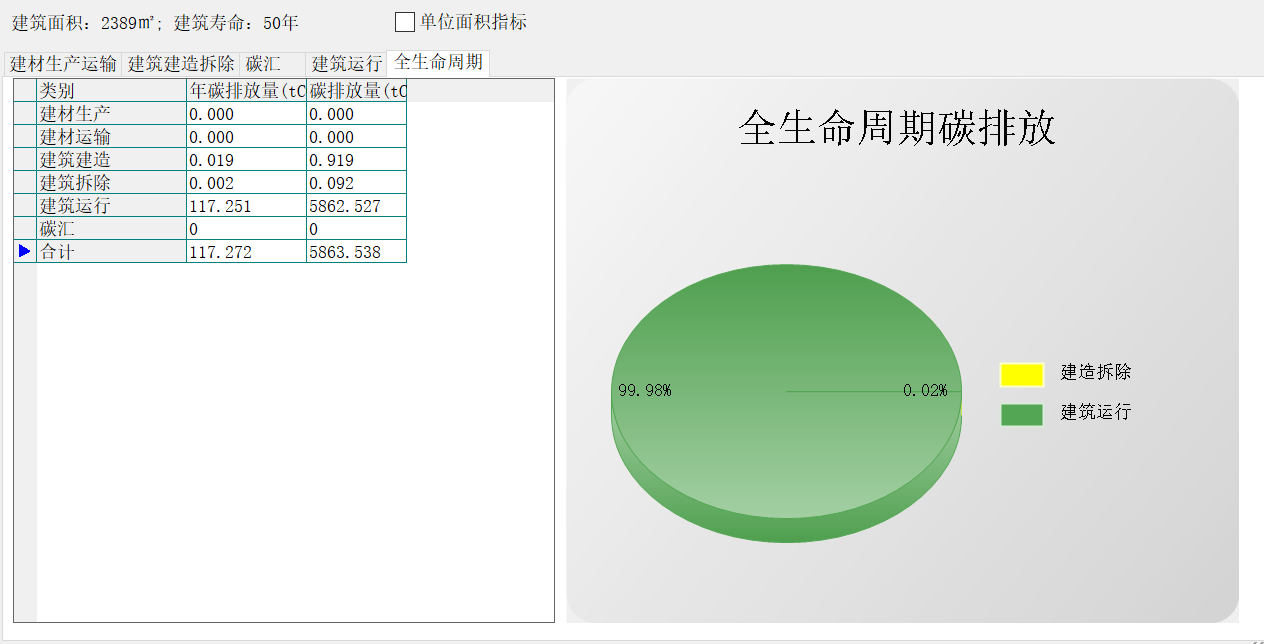 建筑面积: 2389㎡; 建筑寿命: 50年 单位面积指标
建材生产运输 建筑建造拆除 碳汇 建筑运行 全生命周期
类别 年碳排放量(tC 碳排放量(tC
建材生产 0.000 0.000
建材运输 0.000 0.000
建筑建造 0.019 0.919
建筑拆除 0.002 0.092
建筑运行 117.251 5862.527
碳汇 0 0
合计 117.272 5863.538
全生命周期碳排放
99.98% 0.02%
建造拆除
建筑运行